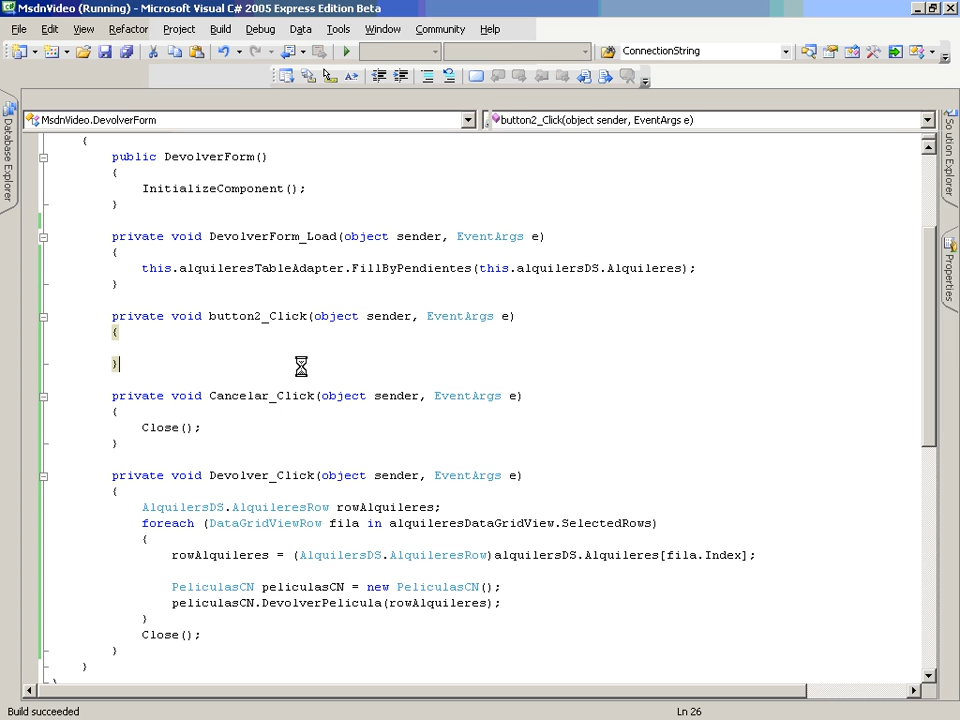 MsdnVideo (Running) - Microsoft Visual C# 2005 Express Edition Beta
File Edit View Refactor Project Build Debug Data Tools Window Community Help
ConnectionString
MsdnVideo.DevolverForm
button2_Click(object sender, EventArgs e)
Database Explorer
Solution Explorer
Properties
{
public DevolverForm()
{
InitializeComponent();
}
private void DevolverForm_Load(object sender, EventArgs e)
{
this.alquileresTableAdapter.FillByPendientes(this.alquilersDS.Alquileres);
}
private void button2_Click(object sender, EventArgs e)
{
}
private void Cancelar_Click(object sender, EventArgs e)
{
Close();
}
private void Devolver_Click(object sender, EventArgs e)
{
AlquilersDS.AlquileresRow rowAlquileres;
foreach (DataGridViewRow fila in alquileresDataGridView.SelectedRows)
{
rowAlquileres = (AlquilersDS.AlquileresRow)alquilersDS.Alquileres[fila.Index];
PeliculasCN peliculasCN = new PeliculasCN();
peliculasCN.DevolverPelicula(rowAlquileres);
}
Close();
}
}
Build succeeded
Ln 26